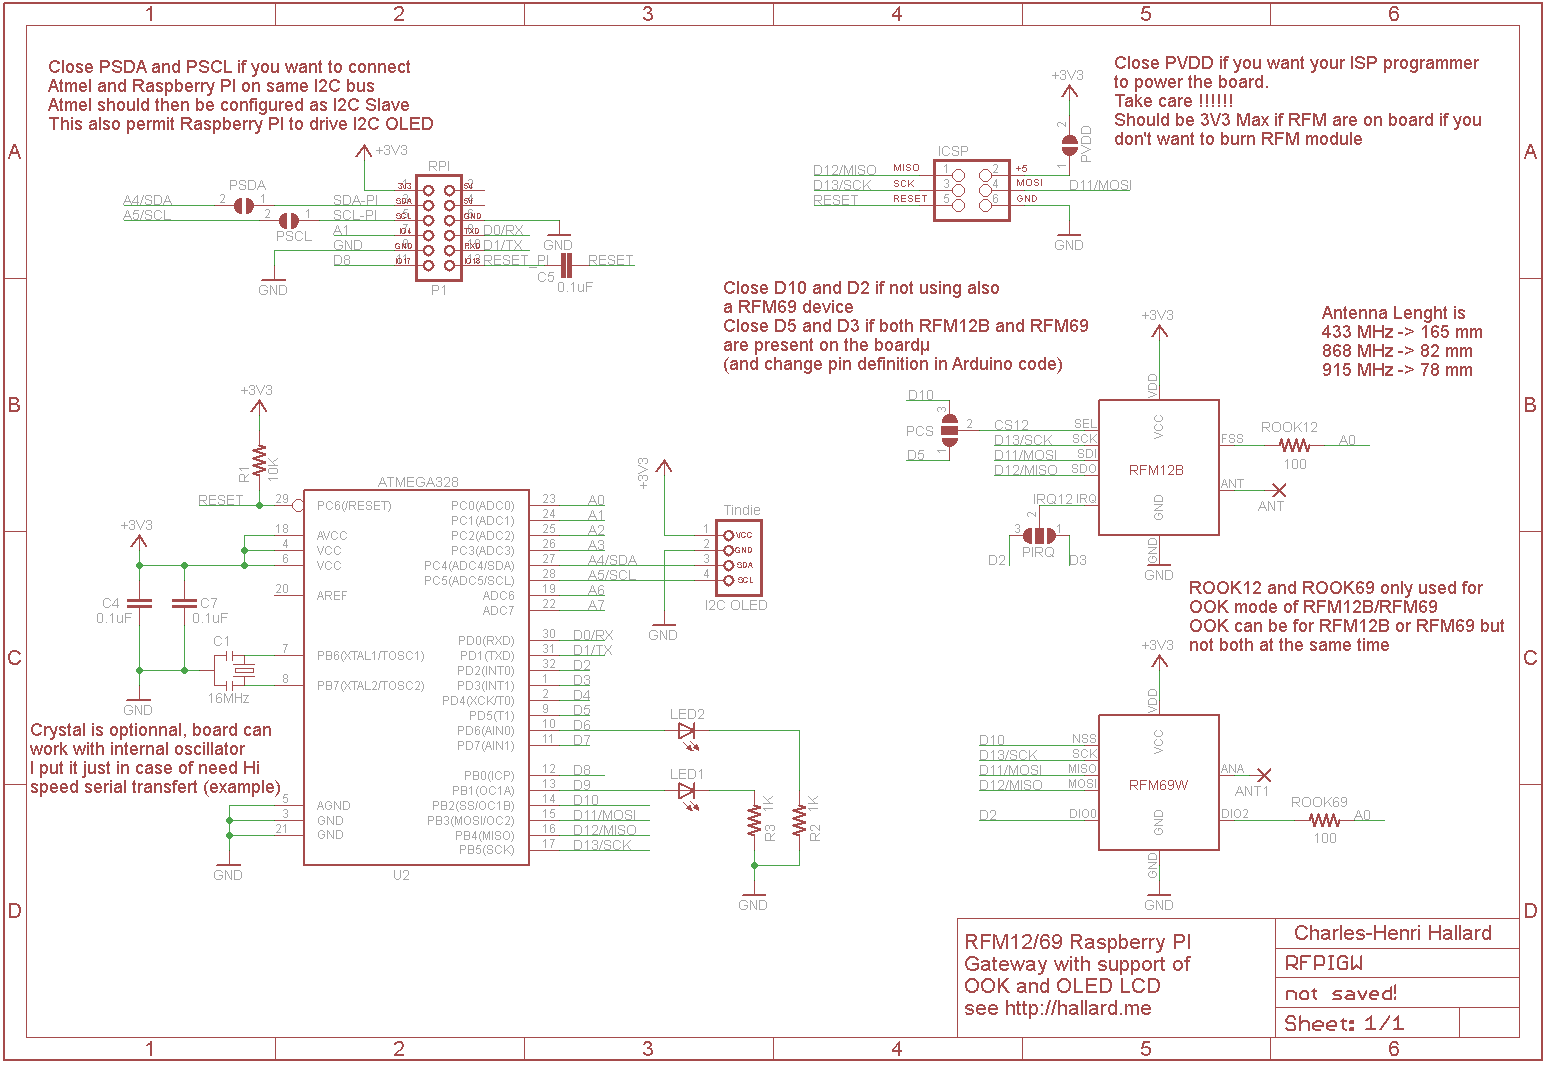 1 2 3 4 5 6
A
B
C
D
Close PSDA and PSCL if you want to connect
Atmel and Raspberry PI on same I2C bus
Atmel should then be configured as I2C Slave
This also permit Raspberry PI to drive I2C OLED
+3V3
RPI
PSDA
A4/SDA 2 1 SDA-PI
A5/SCL 2 1 SCL-PI
PSCL
A1
GND
D8
3V3 5V
SDA 5V
SCL GND
IO4 TXD D0/RX
GND RXD D1/TX
IO17 IO18 RESET_PI
P1
GND
GND
C5
0.1uF
RESET
Close PVDD if you want your ISP programmer
to power the board.
Take care !!!!!!
Should be 3V3 Max if RFM are on board if you
don't want to burn RFM module
+3V3
2
PVDD
1
ICSP
D12/MISO MISO 1 2 +5
D13/SCK SCK 3 4 MOSI D11/MOSI
RESET RESET 5 6 GND
GND
Close D10 and D2 if not using also
a RFM69 device
Close D5 and D3 if both RFM12B and RFM69
are present on the boardµ
(and change pin definition in Arduino code)
Antenna Lenght is
433 MHz -> 165 mm
868 MHz -> 82 mm
915 MHz -> 78 mm
+3V3
VDD
VCC
D10
3
PCS 2
1
D5
CS12 SEL
D13/SCK SCK
D11/MOSI SDI
D12/MISO SDO
IRQ12 IRQ
RFM12B
FSS
ROOK12
100
A0
ANT
ANT
GND
GND
GND
2
3 1
PIRQ
D2 D3
ROOK12 and ROOK69 only used for
OOK mode of RFM12B/RFM69
OOK can be for RFM12B or RFM69 but
not both at the same time
+3V3
VDD
VCC
D10 NSS
D13/SCK SCK
D11/MOSI MISO
D12/MISO MOSI
D2 DIO0
RFM69W
ANA
ANT1
DIO2
ROOK69
100
A0
GND
GND
GND
+3V3
R1
10K
RESET
ATMEGA328
29 PC6(/RESET)
18 AVCC
4 VCC
6 VCC
20 AREF
7 PB6(XTAL1/TOSC1)
8 PB7(XTAL2/TOSC2)
5 AGND
3 GND
21 GND
PC0(ADC0) 23 A0
PC1(ADC1) 24 A1
PC2(ADC2) 25 A2
PC3(ADC3) 26 A3
PC4(ADC4/SDA) 27 A4/SDA
PC5(ADC5/SCL) 28 A5/SCL
ADC6 19 A6
ADC7 22 A7
PD0(RXD) 30 D0/RX
PD1(TXD) 31 D1/TX
PD2(INT0) 32 D2
PD3(INT1) 1 D3
PD4(XCK/T0) 2 D4
PD5(T1) 9 D5
PD6(AIN0) 10 D6
PD7(AIN1) 11 D7
PB0(ICP) 12 D8
PB1(OC1A) 13 D9
PB2(SS/OC1B) 14 D10
PB3(MOSI/OC2) 15 D11/MOSI
PB4(MISO) 16 D12/MISO
PB5(SCK) 17 D13/SCK
U2
+3V3
C4
0.1uF
C7
0.1uF
C1
16MHz
GND
Crystal is optionnal, board can
work with internal oscillator
I put it just in case of need Hi
speed serial transfert (example)
GND
+3V3
Tindie
1 VCC
2 GND
3 SDA
4 SCL
I2C OLED
GND
LED2
LED1
R3
1K
R2
1K
GND
RFM12/69 Raspberry PI
Gateway with support of
OOK and OLED LCD
see http://hallard.me
Charles-Henri Hallard
RFPIGW
not saved!
Sheet: 1/1
A
B
C
D
1 2 3 4 5 6